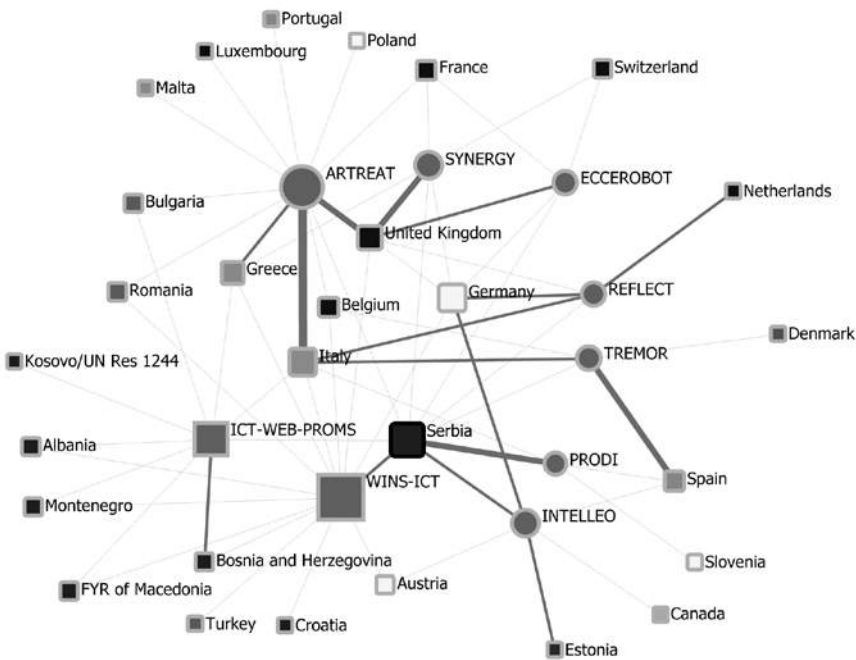 Portugal
Poland
Luxembourg
France
Switzerland
Malta
SYNERGY
ARTREAT
ECCEROBOT
Netherlands
Bulgaria
United Kingdom
Greece
Romania
Germany
REFLECT
Belgium
Denmark
Italy
Kosovo/UN Res 1244
TREMOR
ICT-WEB-PROMS
Serbia
Albania
PRODI
WINS-ICT
Spain
Montenegro
INTELLEO
Bosnia and Herzegovina
Slovenia
FYR of Macedonia
Austria
Canada
Turkey
Croatia
Estonia